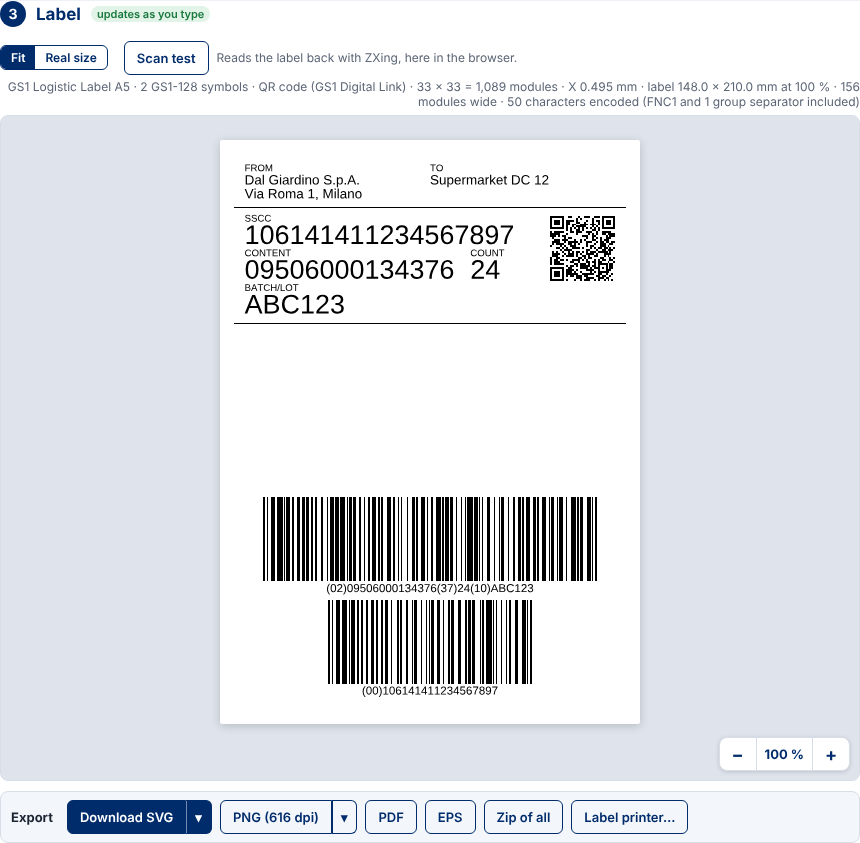 3 Label updates as you type
Fit Real size Scan test Reads the label back with ZXing, here in the browser.
GS1 Logistic Label A5 · 2 GS1-128 symbols · QR code (GS1 Digital Link) · 33 × 33 = 1,089 modules · X 0.495 mm · label 148.0 × 210.0 mm at 100 % · 156
modules wide · 50 characters encoded (FNC1 and 1 group separator included)
FROM TO
Dal Giardino S.p.A. Supermarket DC 12
Via Roma 1, Milano
SSCC
106141411234567897
CONTENT COUNT
09506000134376 24
BATCH/LOT
ABC123
(02)09506000134376(37)24(10)ABC123
(00)106141411234567897
− 100 % +
Export Download SVG ▾ PNG (616 dpi) ▾ PDF EPS Zip of all Label printer...